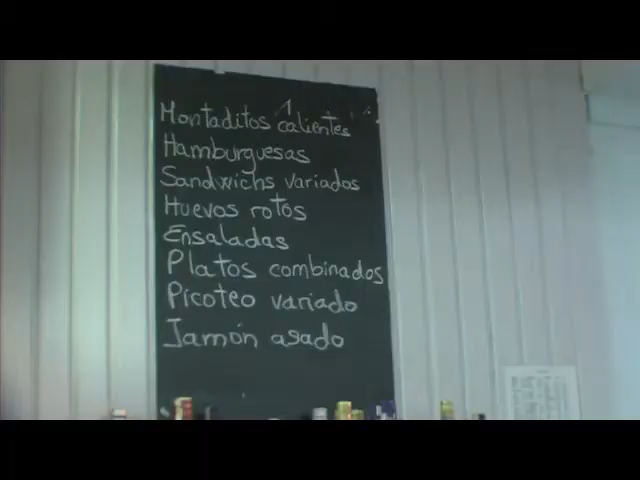 Montaditos calientes
Hamburguesas
Sandwichs variados
Huevos rotos
Ensaladas
Platos combinados
Picoteo variado
Jamón asado